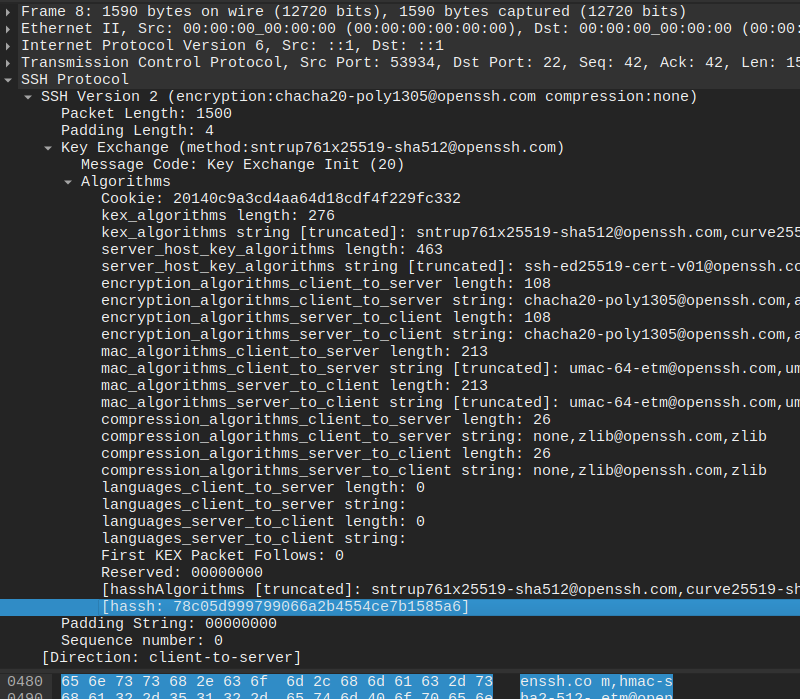 Frame 8: 1590 bytes on wire (12720 bits), 1590 bytes captured (12720 bits)
Ethernet II, Src: 00:00:00_00:00:00 (00:00:00:00:00:00), Dst: 00:00:00_00:00:00 (00:00:
Internet Protocol Version 6, Src: ::1, Dst: ::1
Transmission Control Protocol, Src Port: 53934, Dst Port: 22, Seq: 42, Ack: 42, Len: 15
SSH Protocol
SSH Version 2 (encryption:chacha20-poly1305@openssh.com compression:none)
Packet Length: 1500
Padding Length: 4
Key Exchange (method:sntrup761x25519-sha512@openssh.com)
Message Code: Key Exchange Init (20)
Algorithms
Cookie: 20140c9a3cd4aa64d18cdf4f229fc332
kex_algorithms length: 276
kex_algorithms string [truncated]: sntrup761x25519-sha512@openssh.com,curve255
server_host_key_algorithms length: 463
server_host_key_algorithms string [truncated]: ssh-ed25519-cert-v01@openssh.co
encryption_algorithms_client_to_server length: 108
encryption_algorithms_client_to_server string: chacha20-poly1305@openssh.com,a
encryption_algorithms_server_to_client length: 108
encryption_algorithms_server_to_client string: chacha20-poly1305@openssh.com,a
mac_algorithms_client_to_server length: 213
mac_algorithms_client_to_server string [truncated]: umac-64-etm@openssh.com,um
mac_algorithms_server_to_client length: 213
mac_algorithms_server_to_client string [truncated]: umac-64-etm@openssh.com,um
compression_algorithms_client_to_server length: 26
compression_algorithms_client_to_server string: none,zlib@openssh.com,zlib
compression_algorithms_server_to_client length: 26
compression_algorithms_server_to_client string: none,zlib@openssh.com,zlib
languages_client_to_server length: 0
languages_client_to_server string:
languages_server_to_client length: 0
languages_server_to_client string:
First KEX Packet Follows: 0
Reserved: 00000000
[hasshAlgorithms [truncated]: sntrup761x25519-sha512@openssh.com,curve25519-sh
[hassh: 78c05d999799066a2b4554ce7b1585a6]
Padding String: 00000000
Sequence number: 0
[Direction: client-to-server]
0480 65 6e 73 73 68 2e 63 6f 6d 2c 68 6d 61 63 2d 73 enssh.co m,hmac-s
0490 68 61 32 2d 35 31 32 2d 65 74 6d 40 6f 70 65 6e ha2-512- etm@open